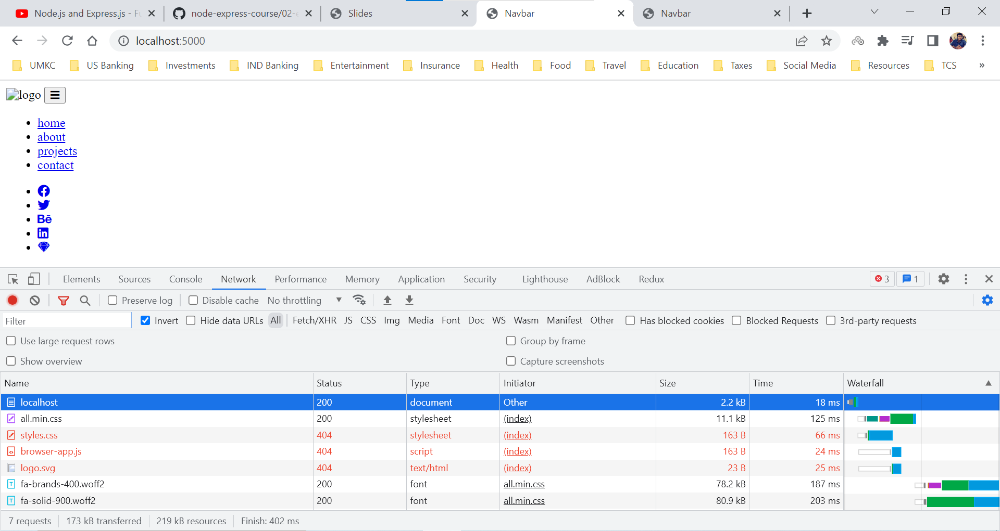 Node.js and Express.js - Fu
node-express-course/02-e
Slides
Navbar
Navbar
localhost:5000
UMKC
US Banking
Investments
IND Banking
Entertainment
Insurance
Health
Food
Travel
Education
Taxes
Social Media
Resources
TCS
»
logo
home
about
projects
contact
Bē
in
Elements
Sources
Console
Network
Performance
Memory
Application
Security
Lighthouse
AdBlock
Redux
3
1
Preserve log
Disable cache
No throttling
Filter
Invert
Hide data URLs
All
Fetch/XHR
JS
CSS
Img
Media
Font
Doc
WS
Wasm
Manifest
Other
Has blocked cookies
Blocked Requests
3rd-party requests
Use large request rows
Group by frame
Show overview
Capture screenshots
Name Status Type Initiator Size Time Waterfall
localhost 200 document Other 2.2 kB 18 ms
all.min.css 200 stylesheet (index) 11.1 kB 125 ms
styles.css 404 stylesheet (index) 163 B 66 ms
browser-app.js 404 script (index) 163 B 24 ms
logo.svg 404 text/html (index) 23 B 25 ms
fa-brands-400.woff2 200 font all.min.css 78.2 kB 187 ms
fa-solid-900.woff2 200 font all.min.css 80.9 kB 203 ms
7 requests 173 kB transferred 219 kB resources Finish: 402 ms